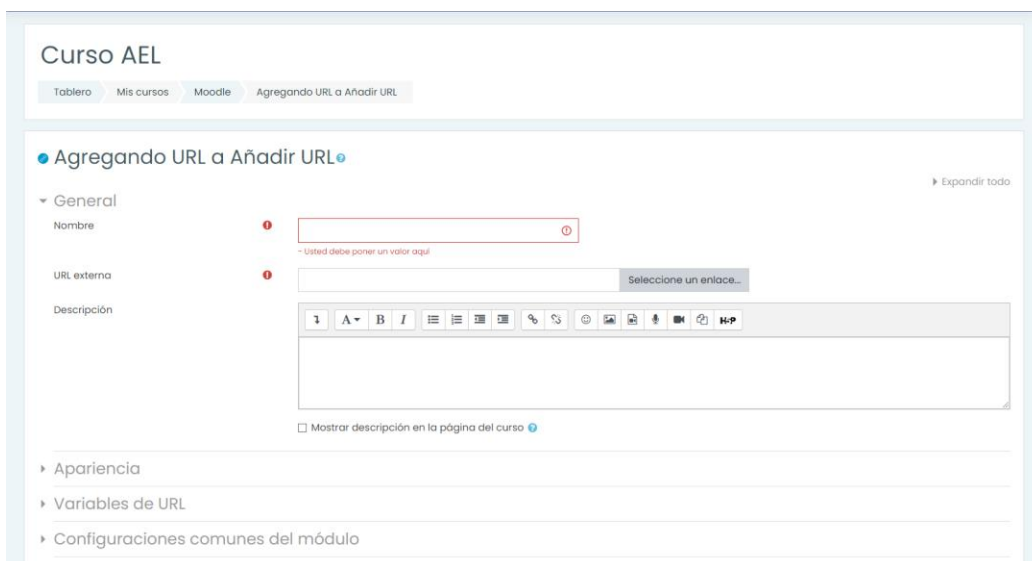 Curso AEL
Tablero Mis cursos Moodle Agregando URL a Añadir URL
Agregando URL a Añadir URL
Expandir todo
General
Nombre
- Usted debe poner un valor aquí
URL externa Seleccione un enlace...
Descripción
A B I H5P
Mostrar descripción en la página del curso
Apariencia
Variables de URL
Configuraciones comunes del módulo